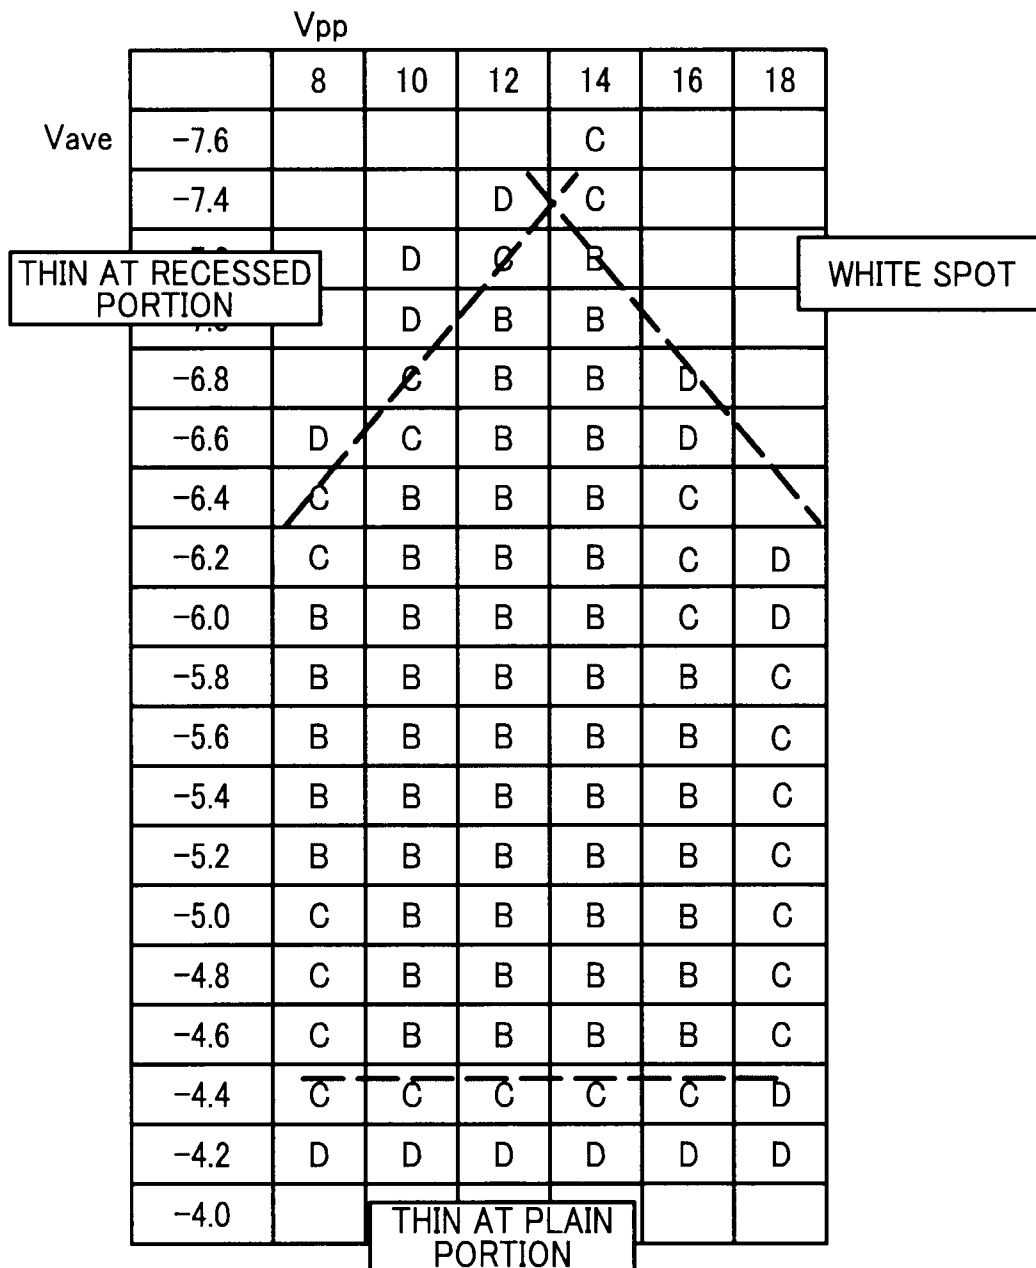 Vpp
8 10 12 14 16 18
Vave −7.6 C
−7.4 D C
D C B
D B B
THIN AT RECESSED
PORTION
WHITE SPOT
−6.8 C B B D
−6.6 D C B B D
−6.4 C B B B C
−6.2 C B B B C D
−6.0 B B B B C D
−5.8 B B B B B C
−5.6 B B B B B C
−5.4 B B B B B C
−5.2 B B B B B C
−5.0 C B B B B C
−4.8 C B B B B C
−4.6 C B B B B C
−4.4 C C C C C D
−4.2 D D D D D D
−4.0
THIN AT PLAIN
PORTION